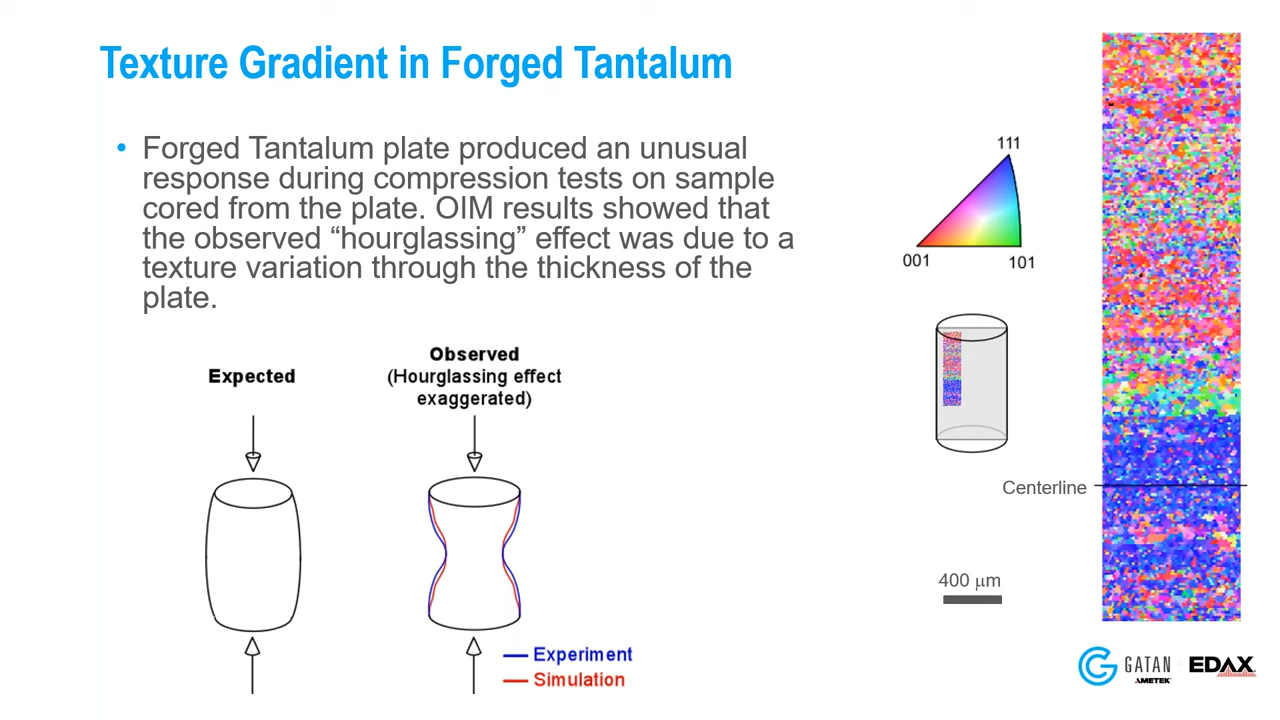 Texture Gradient in Forged Tantalum
• Forged Tantalum plate produced an unusual
response during compression tests on sample
cored from the plate. OIM results showed that
the observed “hourglassing” effect was due to a
texture variation through the thickness of the
plate.
Expected
Observed
(Hourglassing effect
exaggerated)
Experiment
Simulation
111
001
101
Centerline
400 μm
GATAN
AMETEK
EDAX